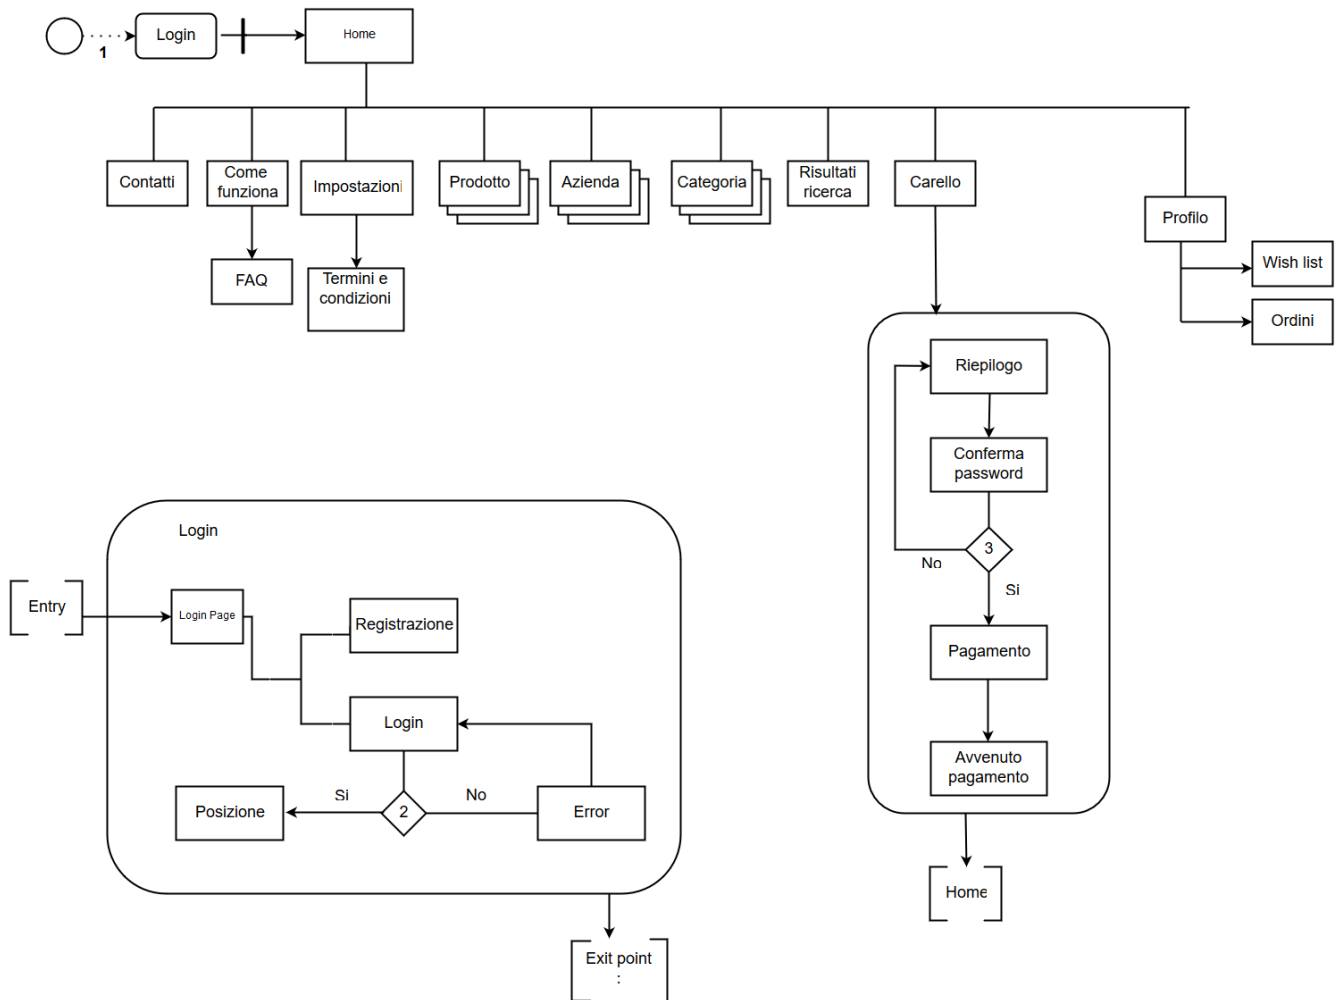 Login
Home
1
Contatti
Come
funziona
Impostazioni
Prodotto
Azienda
Categoria
Risultati
ricerca
Carello
Profilo
FAQ
Termini e
condizioni
Wish list
Ordini
Riepilogo
Conferma
password
3
No
Si
Pagamento
Avvenuto
pagamento
Home
Login
Entry
Login Page
Registrazione
Login
Si
No
Posizione
2
Error
Exit point
: